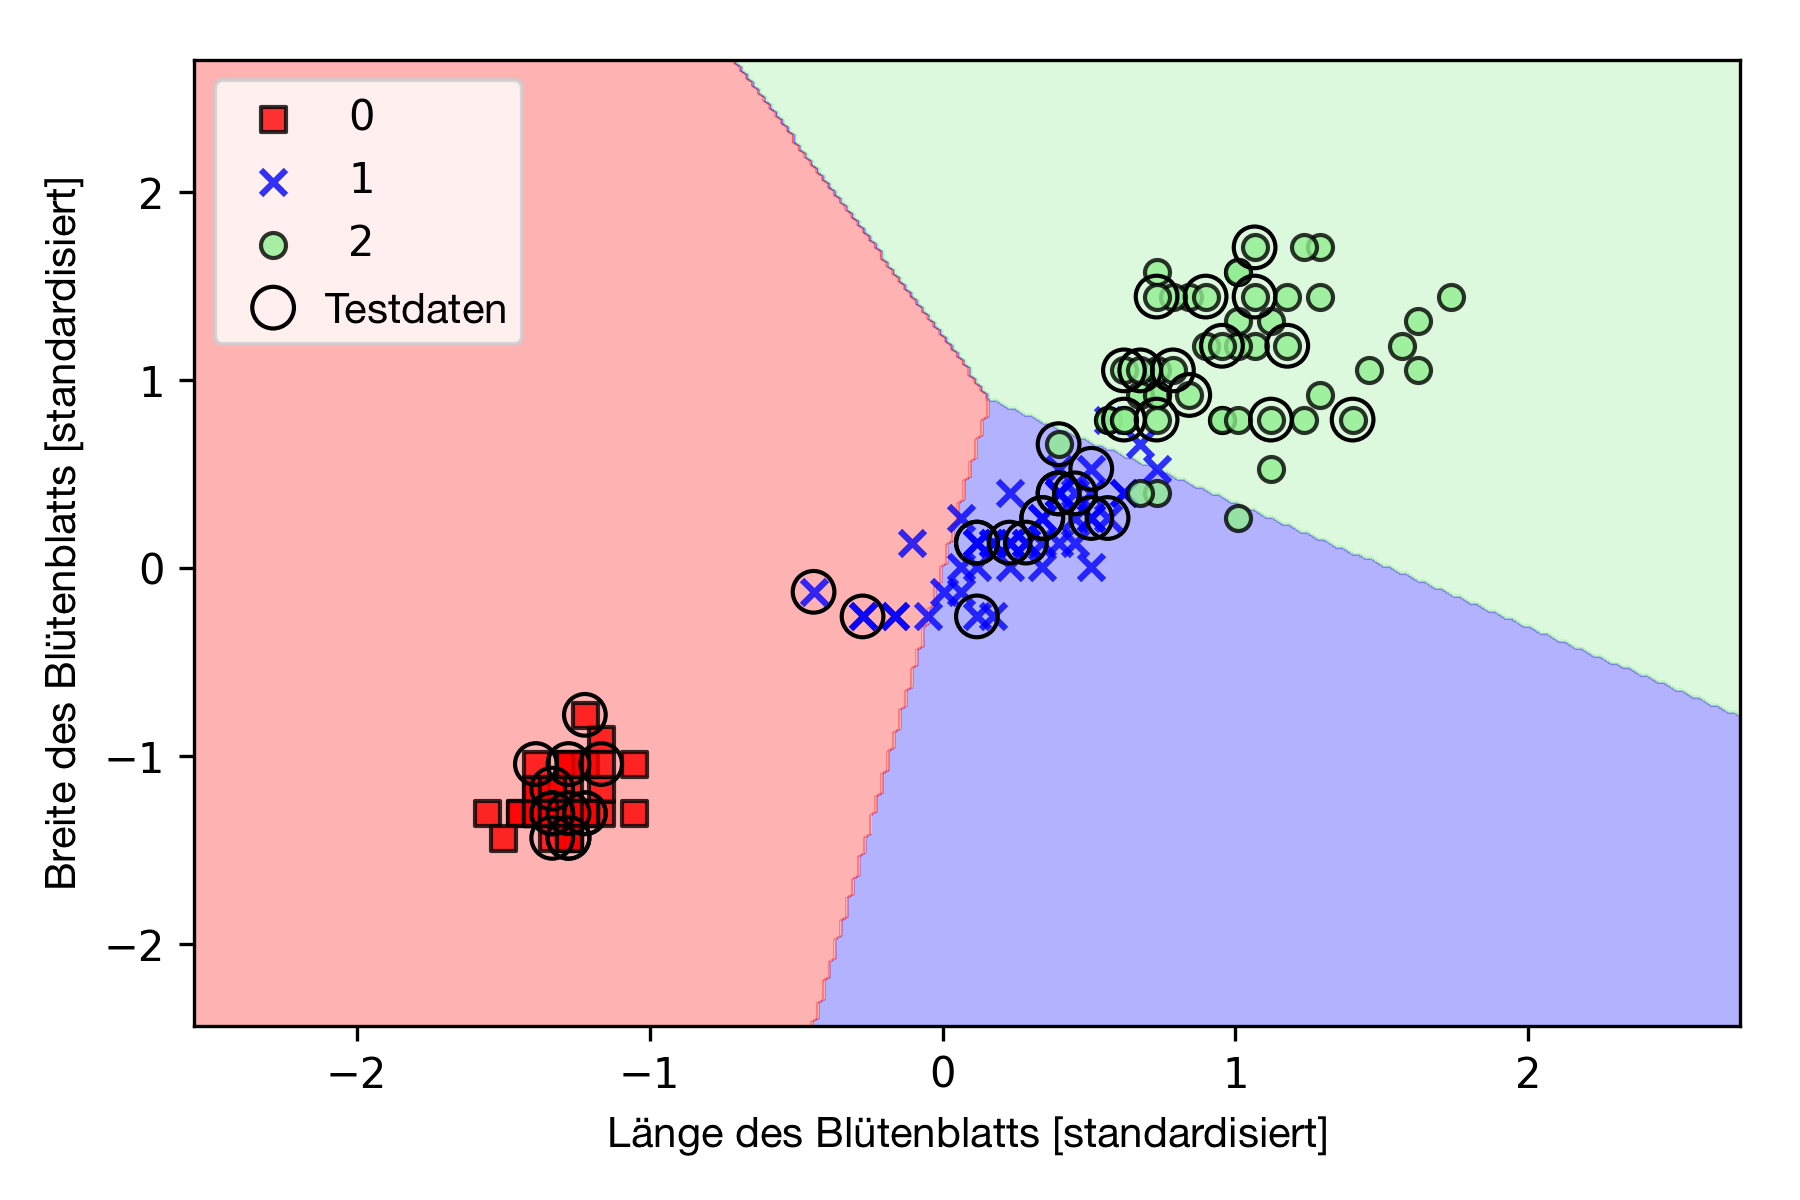 0
1
2
Testdaten
2
1
0
−1
−2
Breite des Blütenblatts [standardisiert]
−2 −1 0 1 2
Länge des Blütenblatts [standardisiert]